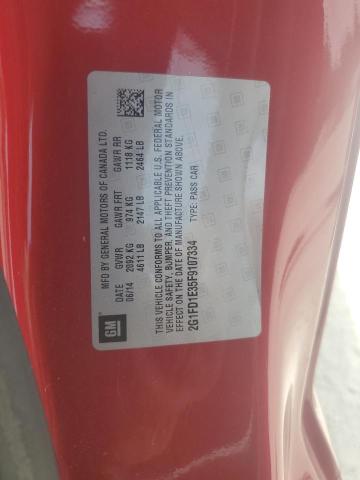 MFD BY GENERAL MOTORS OF CANADA LTD.
DATE GVWR GAWR FRT GAWR RR
06/14 2092 KG 974 KG 1118 KG
4611 LB 2147 LB 2464 LB
THIS VEHICLE CONFORMS TO ALL APPLICABLE U.S. FEDERAL MOTOR
VEHICLE SAFETY, BUMPER, AND THEFT PREVENTION STANDARDS IN
EFFECT ON THE DATE OF MANUFACTURE SHOWN ABOVE.
2G1FD1E35F9107334 TYPE: PASS CAR
GM